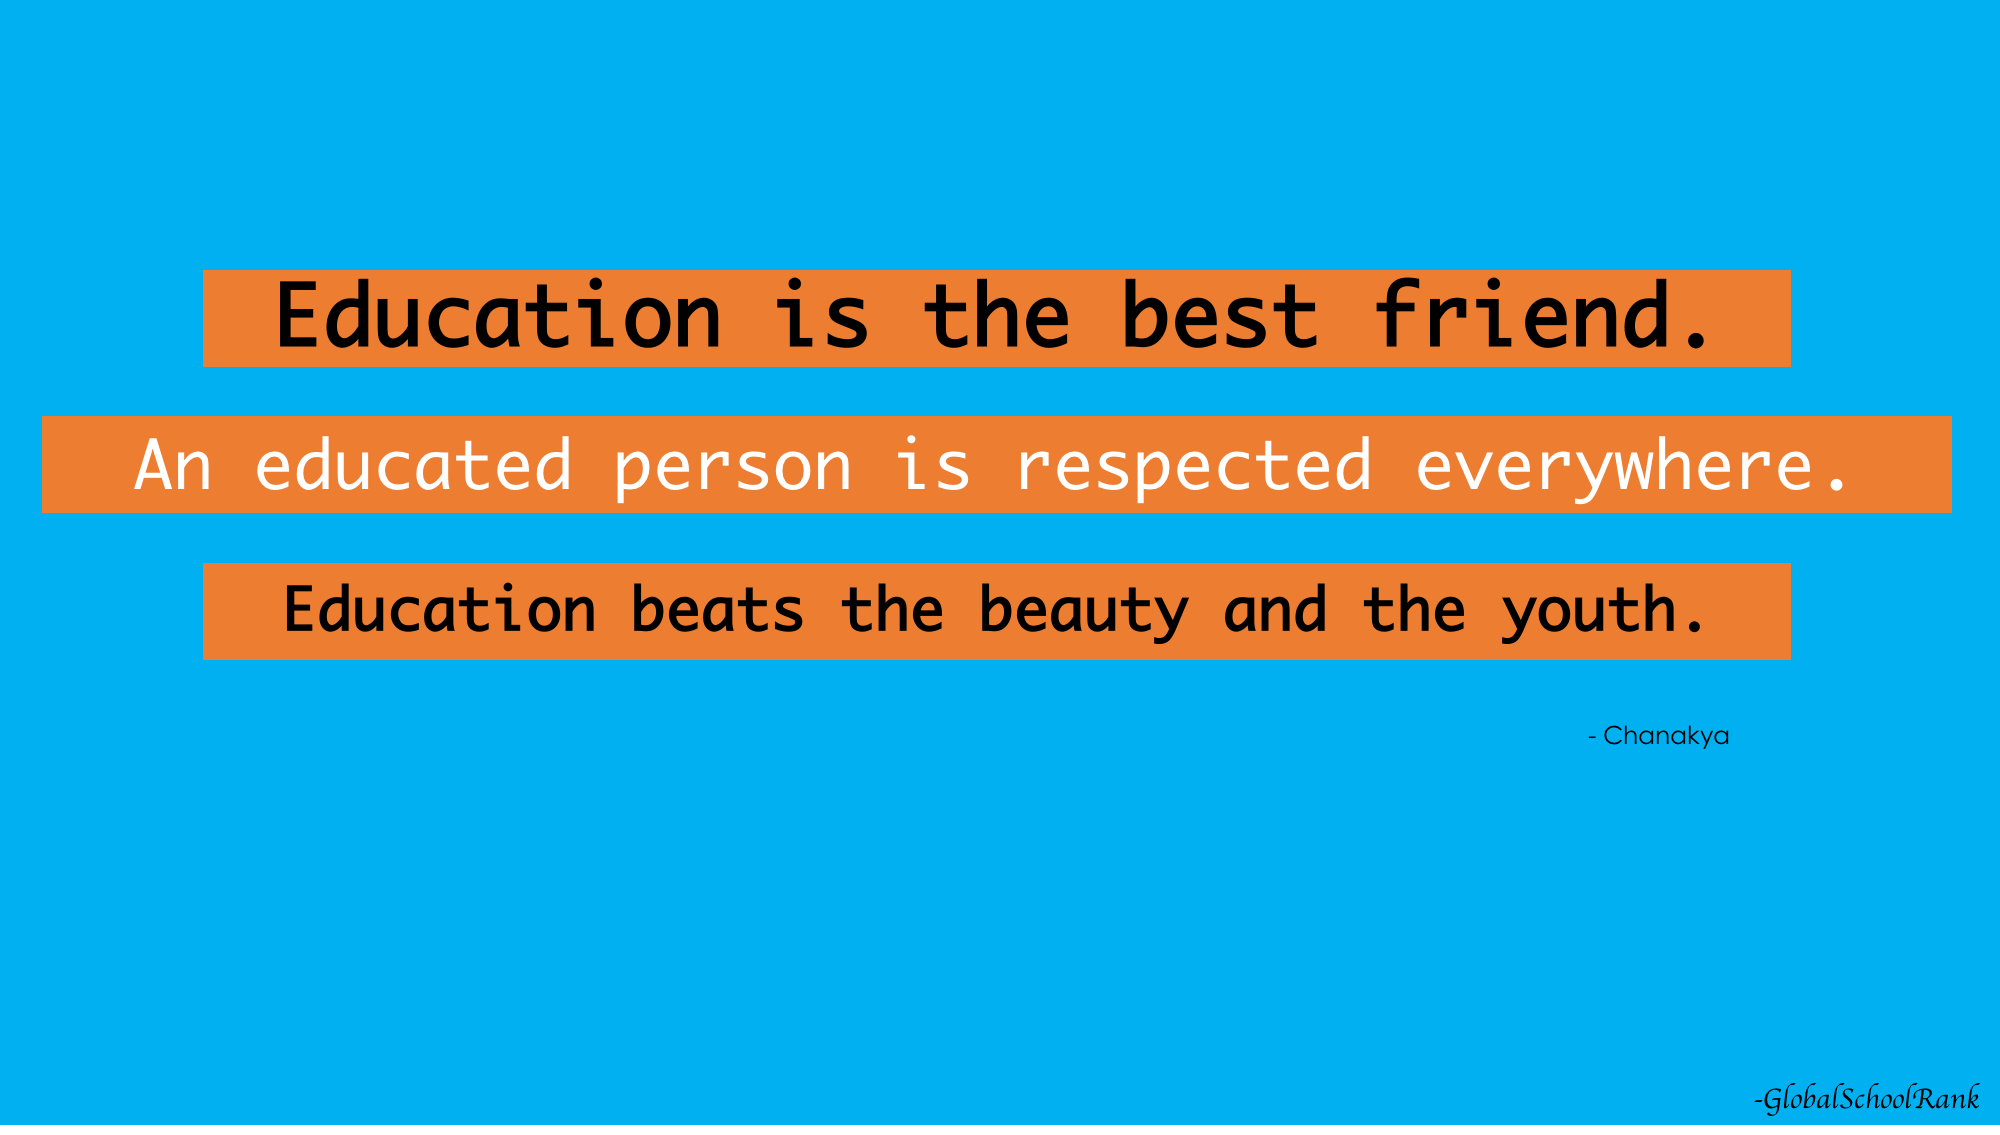 Education is the best friend.
An educated person is respected everywhere.
Education beats the beauty and the youth.
- Chanakya
-GlobalSchoolRank